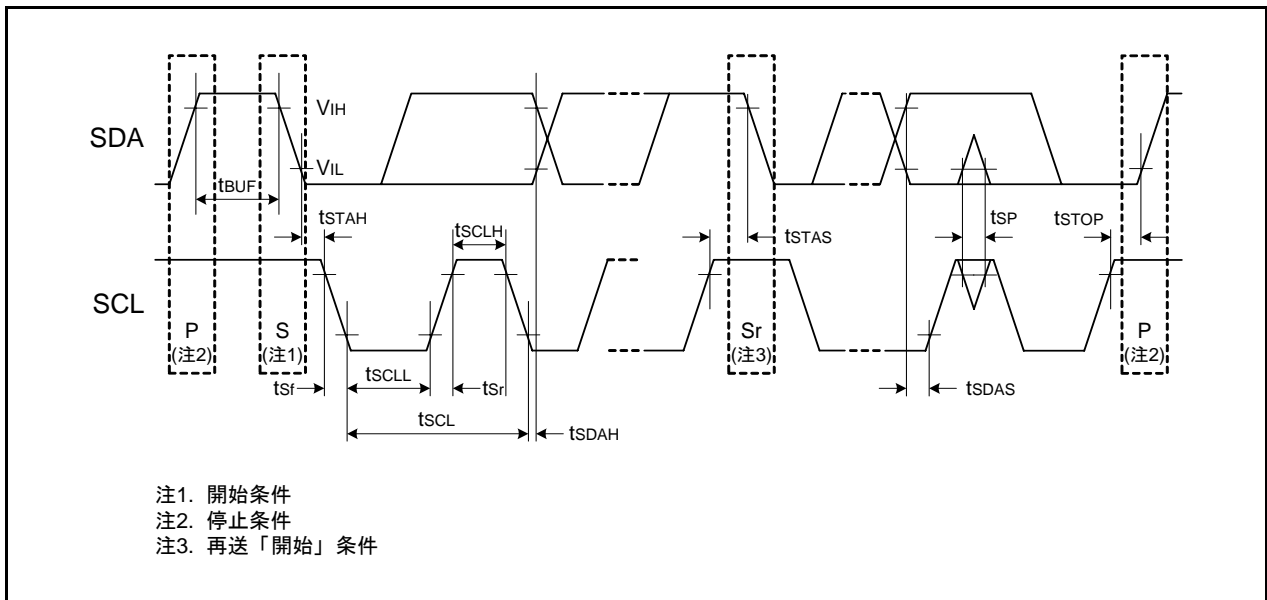 VIH
SDA
VIL
tBUF
tSTAH
tSCLH
tSTAS
tSP
tSTOP
SCL
P
(注2)
S
(注1)
Sr
(注3)
P
(注2)
tSf
tSCLL
tSr
tSDAS
tSCL
tSDAH
注1. 開始条件
注2. 停止条件
注3. 再送「開始」条件